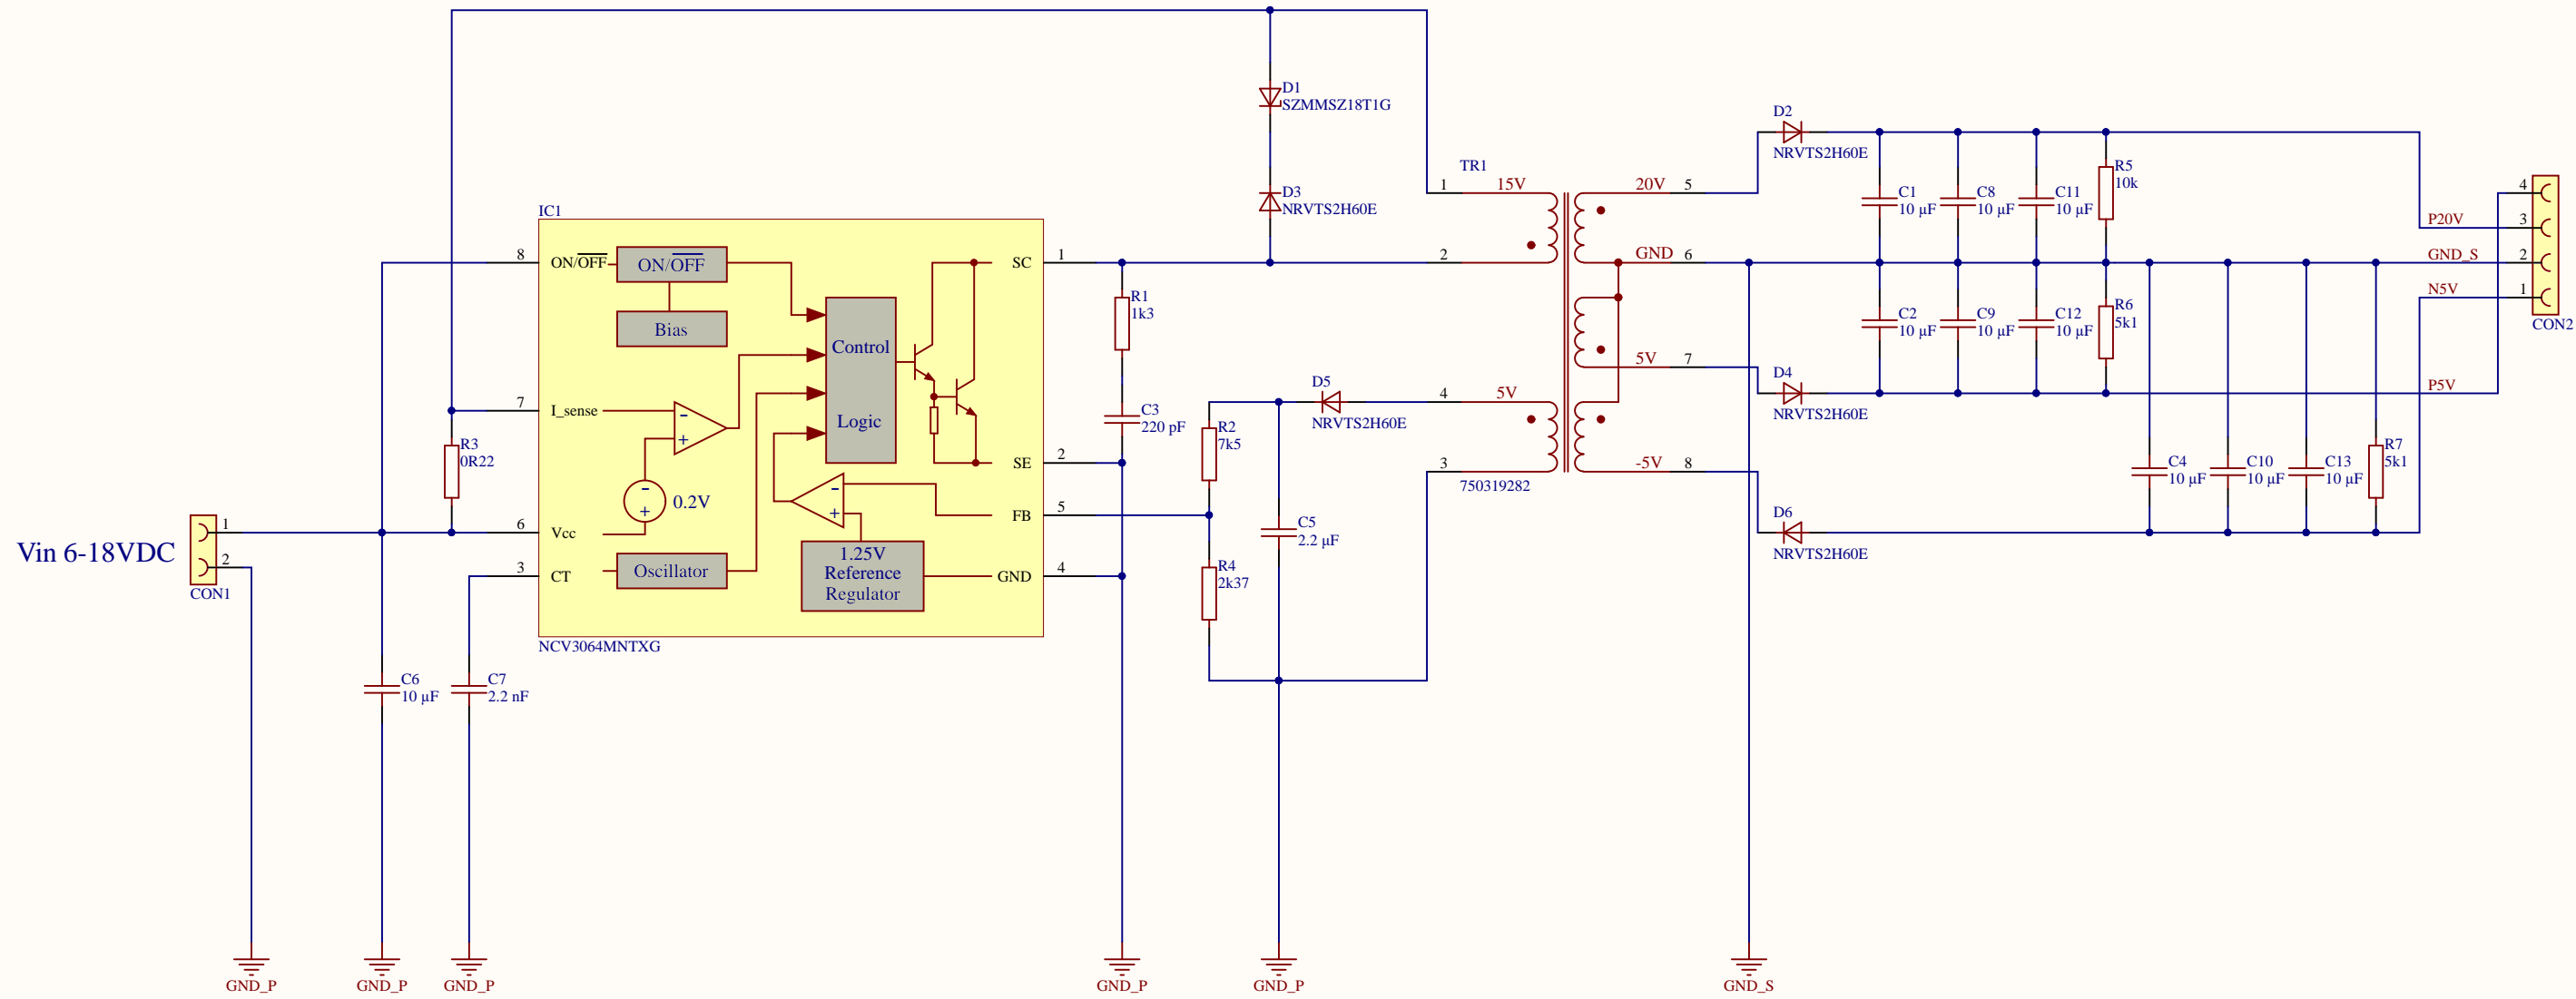 Vin 6-18VDC
1
2
CON1
C6
10 µF
C7
2.2 nF
R3
0R22
IC1
8
ON/OFF
ON/OFF
Bias
7
I_sense
-
+
-
+
0.2V
6
Vcc
3
CT
Oscillator
Control
Logic
-
+
1.25V
Reference
Regulator
SC
1
SE
2
FB
5
GND
4
NCV3064MNTXG
R1
1k3
C3
220 pF
D1
SZMMSZ18T1G
D3
NRVTS2H60E
R2
7k5
R4
2k37
C5
2.2 µF
D5
NRVTS2H60E
TR1
1
15V
2
4
5V
3
750319282
20V
5
GND
6
5V
7
-5V
8
D2
NRVTS2H60E
D4
NRVTS2H60E
D6
NRVTS2H60E
C1
10 µF
C8
10 µF
C11
10 µF
R5
10k
C2
10 µF
C9
10 µF
C12
10 µF
R6
5k1
C4
10 µF
C10
10 µF
C13
10 µF
R7
5k1
P20V
GND_S
N5V
P5V
4
3
2
1
CON2
GND_P
GND_P
GND_P
GND_P
GND_P
GND_S